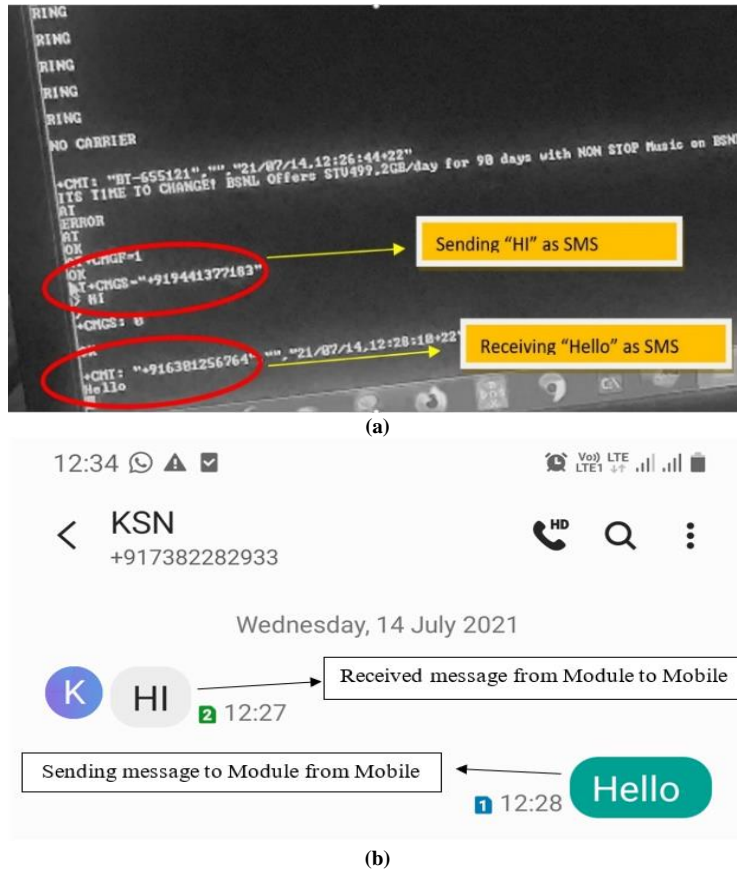 RING
RING
RING
RING
RING
NO CARRIER
+CMT: "BT-655121","","21/07/14,12:26:44+22"
ITS TIME TO CHANGE! BSNL Offers STV499,2GB/day for 90 days with NON STOP Music on BSNL
AT
ERROR
AT
OK
AT+CMGF=1
OK
AT+CMGS="+919441377183"
> HI
>
+CMGS: 0
OK
+CMT: "+916301256764","","21/07/14,12:28:18+22"
Hello
Sending "HI" as SMS
Receiving "Hello" as SMS
(a)
12:34
Vo) LTE
LTE1
KSN
+917382282933
HD
Wednesday, 14 July 2021
K
HI
2 12:27
Received message from Module to Mobile
Sending message to Module from Mobile
1 12:28
Hello
(b)